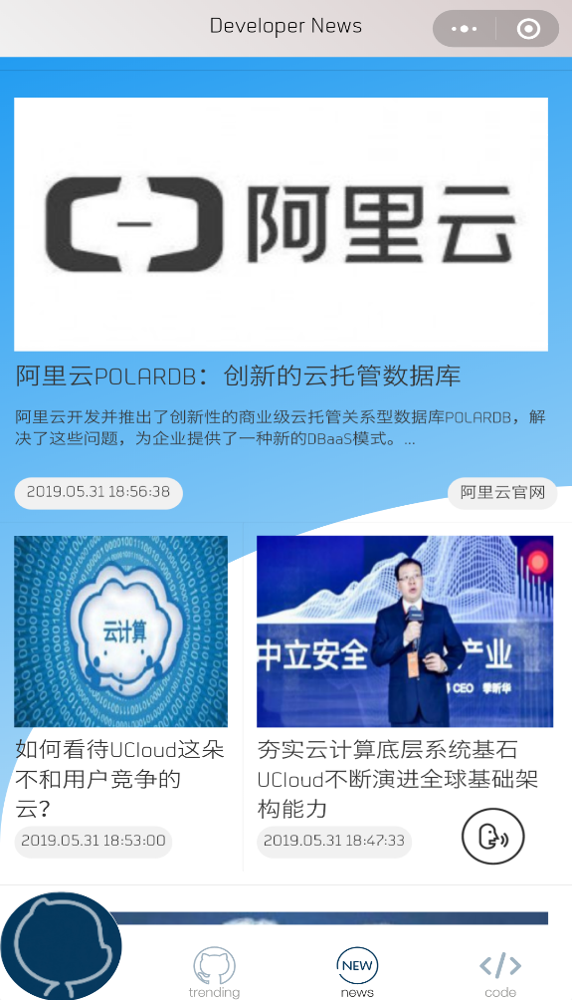 Developer News
阿里云
阿里云POLARDB：创新的云托管数据库
阿里云开发并推出了创新性的商业级云托管关系型数据库POLARDB，解
决了这些问题，为企业提供了一种新的DBaaS模式。...
2019.05.31 18:56:38
阿里云官网
云计算
中立安全
产业
CEO 季昕华
如何看待UCloud这朵
不和用户竞争的
云？
2019.05.31 18:53:00
夯实云计算底层系统基石
UCloud不断演进全球基础架
构能力
2019.05.31 18:47:33
trending
NEW
news
code